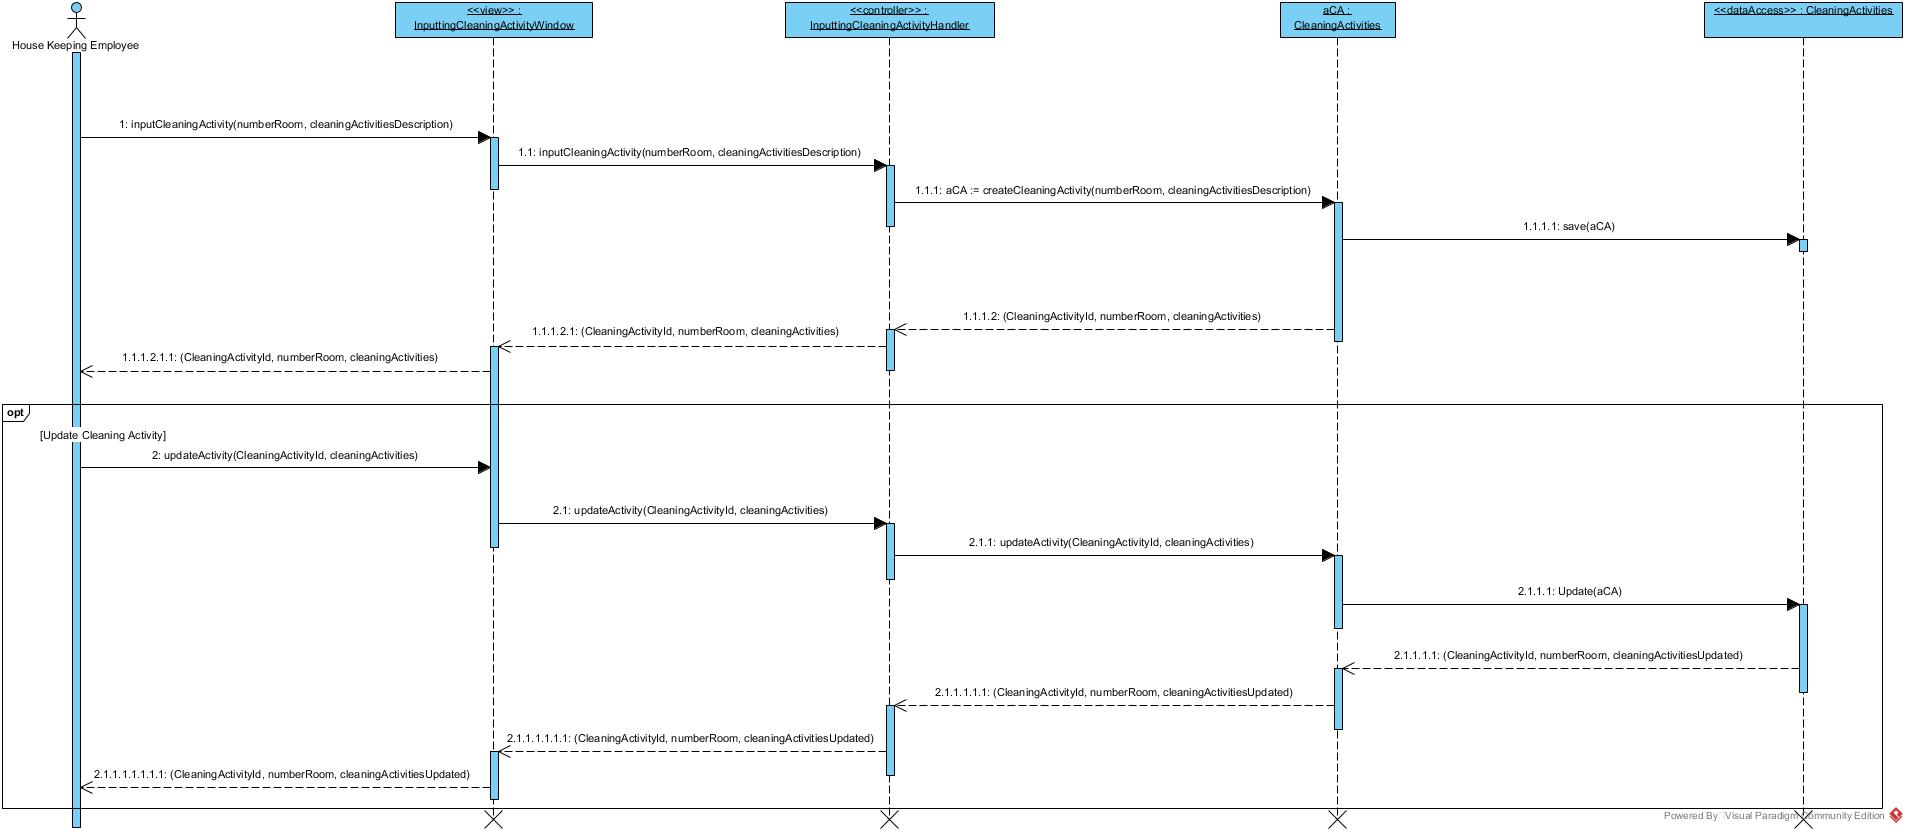 <<view>> :
InputtingCleaningActivityWindow
<<controller>> :
InputtingCleaningActivityHandler
aCA :
CleaningActivities
<<dataAccess>> : CleaningActivities
House Keeping Employee
1: inputCleaningActivity(numberRoom, cleaningActivitiesDescription)
1.1: inputCleaningActivity(numberRoom, cleaningActivitiesDescription)
1.1.1: aCA := createCleaningActivity(numberRoom, cleaningActivitiesDescription)
1.1.1.1: save(aCA)
1.1.1.2: (CleaningActivityId, numberRoom, cleaningActivities)
1.1.1.2.1: (CleaningActivityId, numberRoom, cleaningActivities)
1.1.1.2.1.1: (CleaningActivityId, numberRoom, cleaningActivities)
opt
[Update Cleaning Activity]
2: updateActivity(CleaningActivityId, cleaningActivities)
2.1: updateActivity(CleaningActivityId, cleaningActivities)
2.1.1: updateActivity(CleaningActivityId, cleaningActivities)
2.1.1.1: Update(aCA)
2.1.1.1.1: (CleaningActivityId, numberRoom, cleaningActivitiesUpdated)
2.1.1.1.1.1: (CleaningActivityId, numberRoom, cleaningActivitiesUpdated)
2.1.1.1.1.1.1: (CleaningActivityId, numberRoom, cleaningActivitiesUpdated)
2.1.1.1.1.1.1.1: (CleaningActivityId, numberRoom, cleaningActivitiesUpdated)
Powered By Visual Paradigm Community Edition